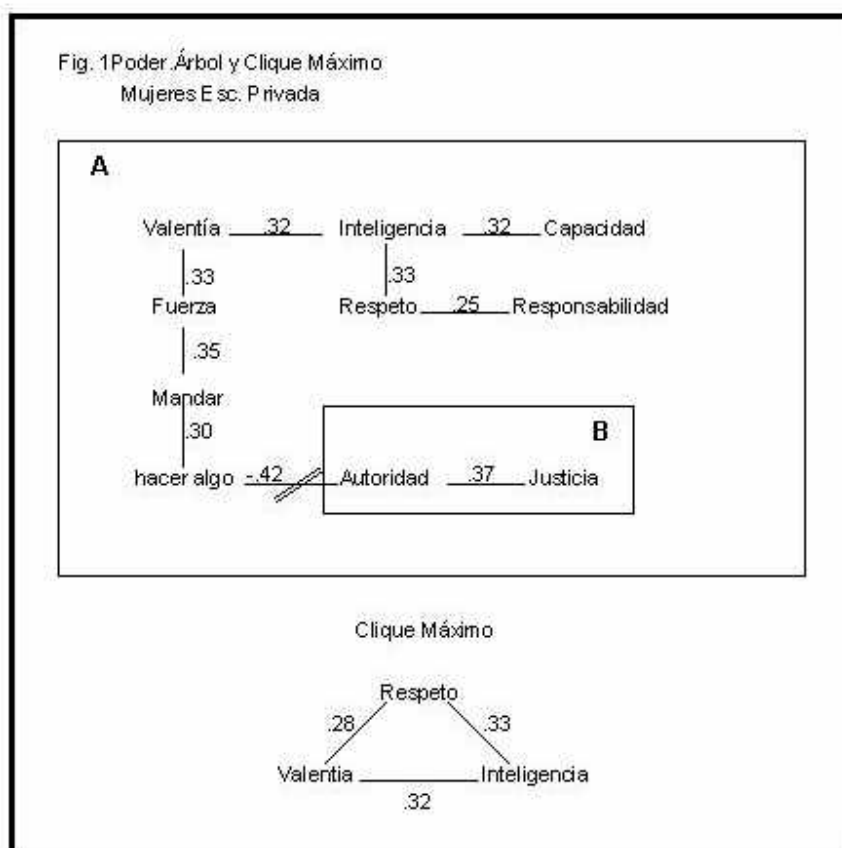 Fig. 1Poder.Árbol y Clique Máximo
Mujeres Esc. Privada
A
Valentía .32 Inteligencia .32 Capacidad
.33 .33
Fuerza Respeto .25 Responsabilidad
.35
Mandar
.30
B
hacer algo -.42 Autoridad .37 Justicia
Clique Máximo
Respeto
.28 .33
Valentia Inteligencia
.32